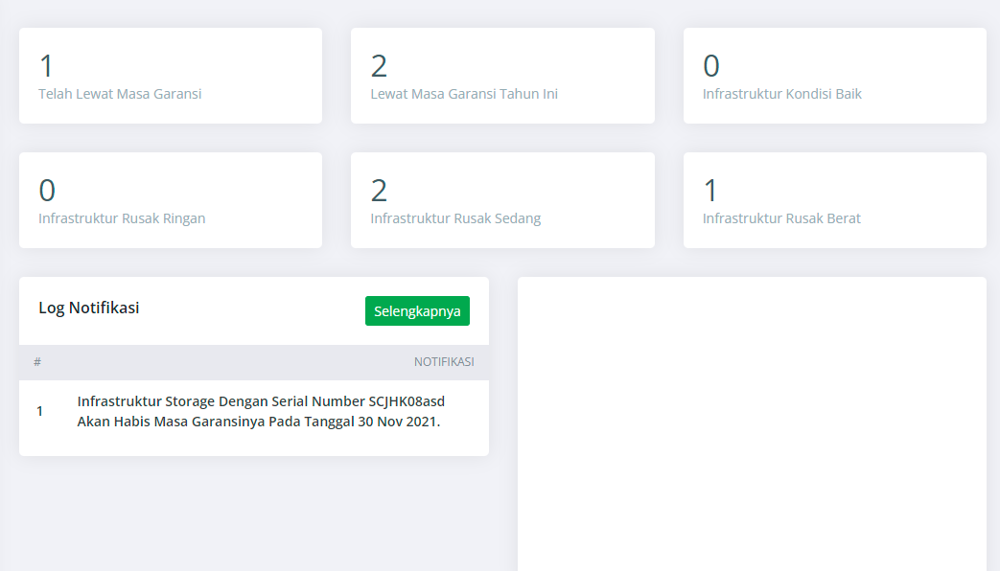 1
Telah Lewat Masa Garansi
2
Lewat Masa Garansi Tahun Ini
0
Infrastruktur Kondisi Baik
0
Infrastruktur Rusak Ringan
2
Infrastruktur Rusak Sedang
1
Infrastruktur Rusak Berat
Log Notifikasi
Selengkapnya
# NOTIFIKASI
1 Infrastruktur Storage Dengan Serial Number SCJHK08asd
Akan Habis Masa Garansinya Pada Tanggal 30 Nov 2021.